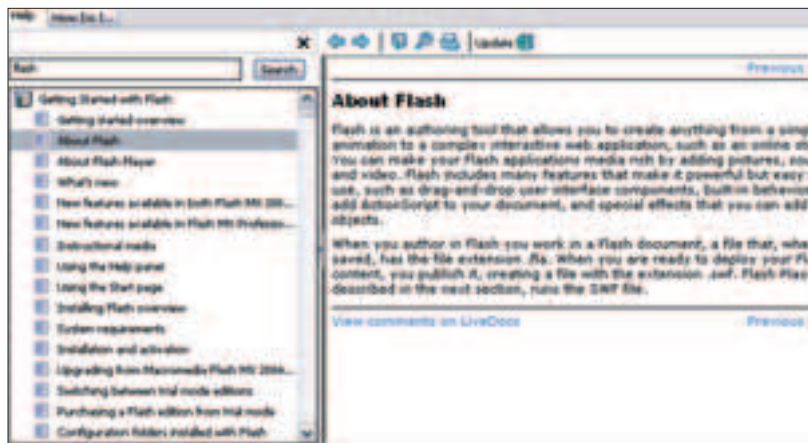 Help
How Do I...
Update
flash
Search
Previous
Getting Started with Flash
Getting started overview
About Flash
About Flash Player
What's new
New features available in both Flash MX 200...
New features available in Flash MX Professio...
Instructional media
Using the Help panel
Using the Start page
Installing Flash overview
System requirements
Installation and activation
Upgrading from Macromedia Flash MX 2004...
Switching between trial mode editions
Purchasing a Flash edition from trial mode
Configuration folders installed with Flash
About Flash
Flash is an authoring tool that allows you to create anything from a simp
animation to a complex interactive web application, such as an online st
You can make your Flash applications media rich by adding pictures, sou
and video. Flash includes many features that make it powerful but easy
use, such as drag-and-drop user interface components, built-in behavior
add ActionScript to your document, and special effects that you can add
objects.
When you author in Flash you work in a Flash document, a file that, whe
saved, has the file extension .fla. When you are ready to deploy your Fl
content, you publish it, creating a file with the extension .swf. Flash Play
described in the next section, runs the SWF file.
View comments on LiveDocs
Previous